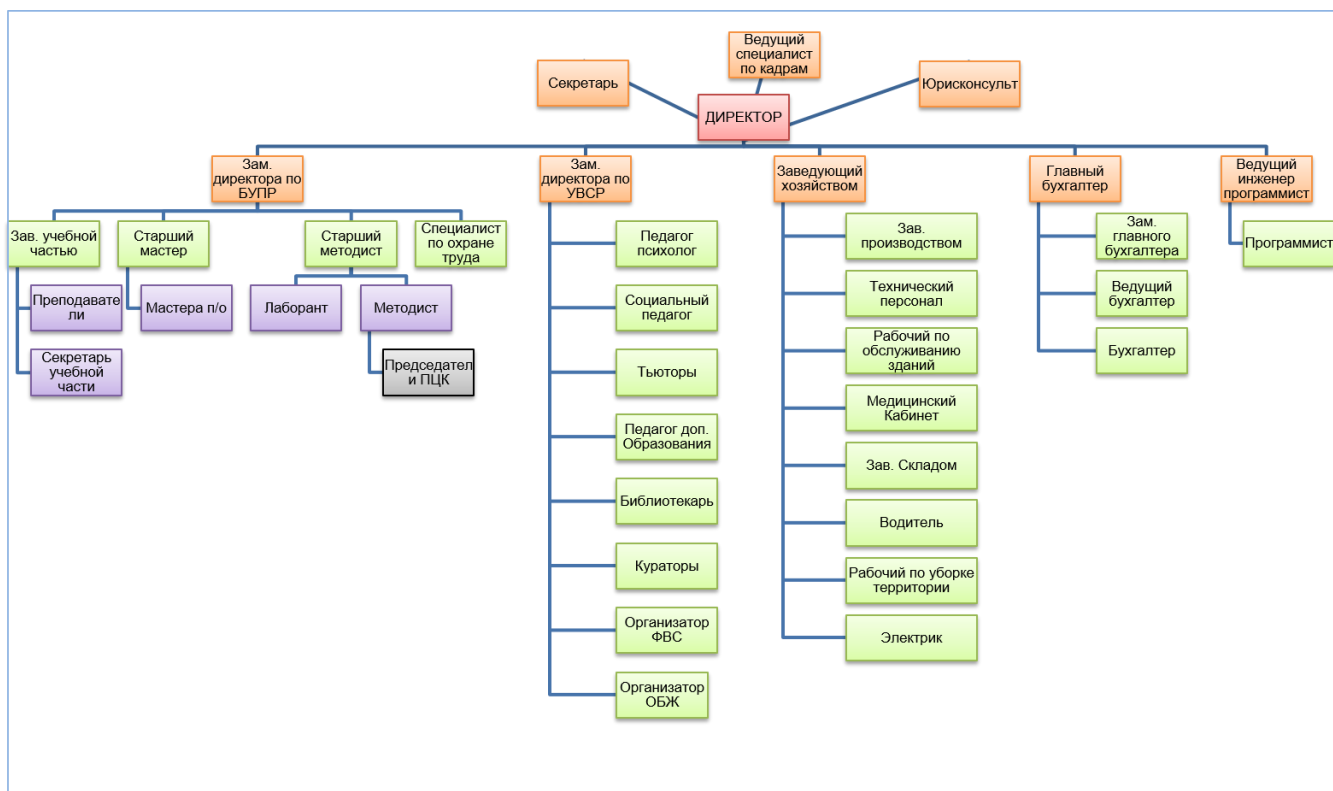 Ведущий
специалист
по кадрам
Секретарь
Юрисконсульт
ДИРЕКТОР
Зам.
директора по
БУПР
Зам.
директора по
УВСР
Заведующий
хозяйством
Главный
бухгалтер
Ведущий
инженер
программист
Зав. учебной
частью
Старший
мастер
Старший
методист
Специалист
по охране
труда
Преподавате
ли
Секретарь
учебной
части
Мастера п/о
Лаборант
Методист
Председател
и ПЦК
Педагог
психолог
Социальный
педагог
Тьюторы
Педагог доп.
Образования
Библиотекарь
Кураторы
Организатор
ФВС
Организатор
ОБЖ
Зав.
производством
Технический
персонал
Рабочий по
обслуживанию
зданий
Медицинский
Кабинет
Зав. Складом
Водитель
Рабочий по уборке
территории
Электрик
Зам.
главного
бухгалтера
Ведущий
бухгалтер
Бухгалтер
Программист